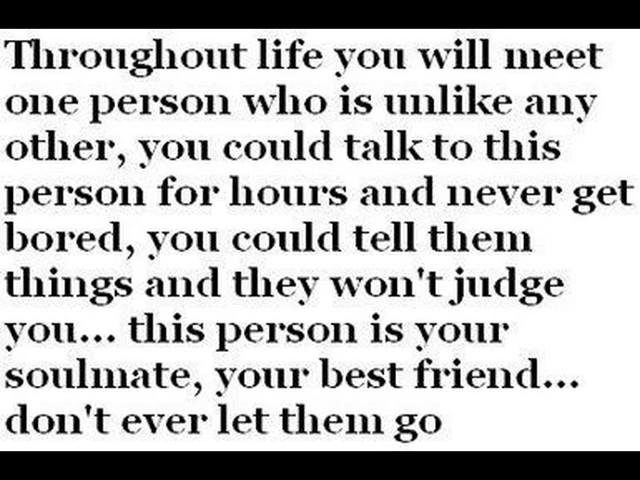 Throughout life you will meet
one person who is unlike any
other, you could talk to this
person for hours and never get
bored, you could tell them
things and they won't judge
you... this person is your
soulmate, your best friend...
don't ever let them go